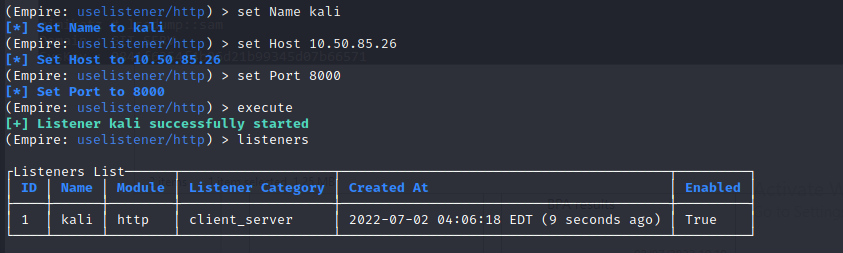 (Empire: uselistener/http) > set Name kali
[*] Set Name to kali
(Empire: uselistener/http) > set Host 10.50.85.26
[*] Set Host to 10.50.85.26
(Empire: uselistener/http) > set Port 8000
[*] Set Port to 8000
(Empire: uselistener/http) > execute
[+] Listener kali successfully started
(Empire: uselistener/http) > listeners
Listeners List
ID Name Module Listener Category Created At Enabled
1 kali http client_server 2022-07-02 04:06:18 EDT (9 seconds ago) True